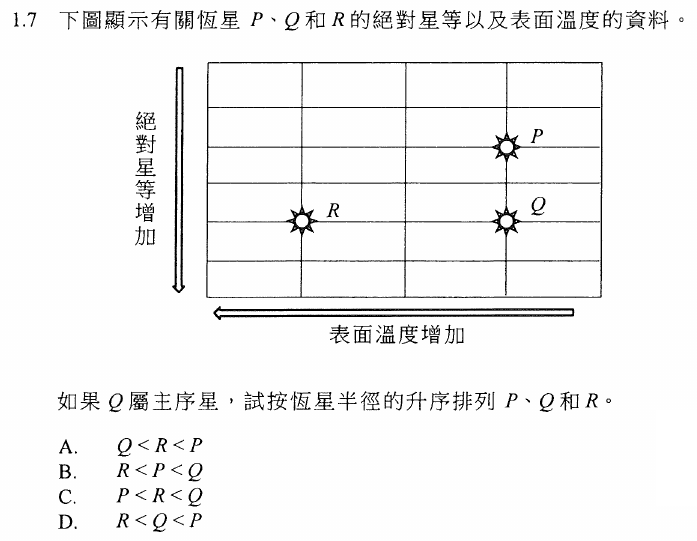 1.7 下圖顯示有關恆星 P、Q 和 R 的絕對星等以及表面溫度的資料。
絕對星等增加
P
R
Q
表面溫度增加
如果 Q 屬主序星，試按恆星半徑的升序排列 P、Q 和 R。
A. Q < R < P
B. R < P < Q
C. P < R < Q
D. R < Q < P